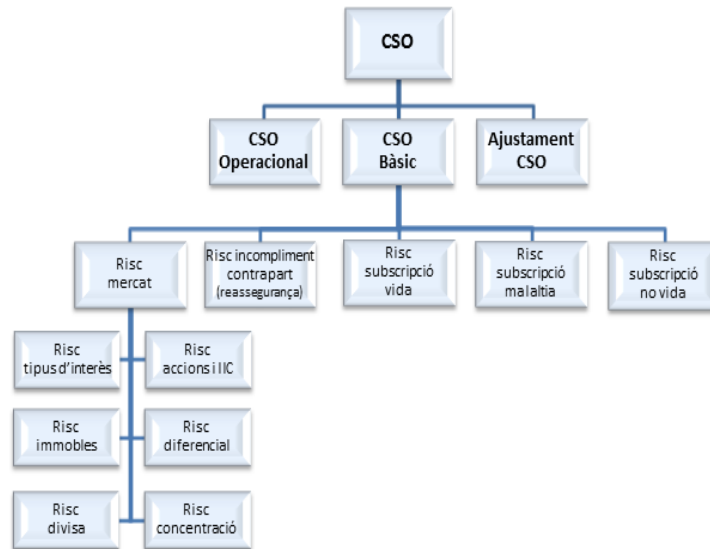 CSO
CSO
Operacional
CSO
Bàsic
Ajustament
CSO
Risc
mercat
Risc incompliment
contrapart
(reassegurança)
Risc
subscripció
vida
Risc
subscripció
malaltia
Risc
subscripció
no vida
Risc
tipus d'interès
Risc
accions i IIC
Risc
immobles
Risc
diferencial
Risc
divisa
Risc
concentració